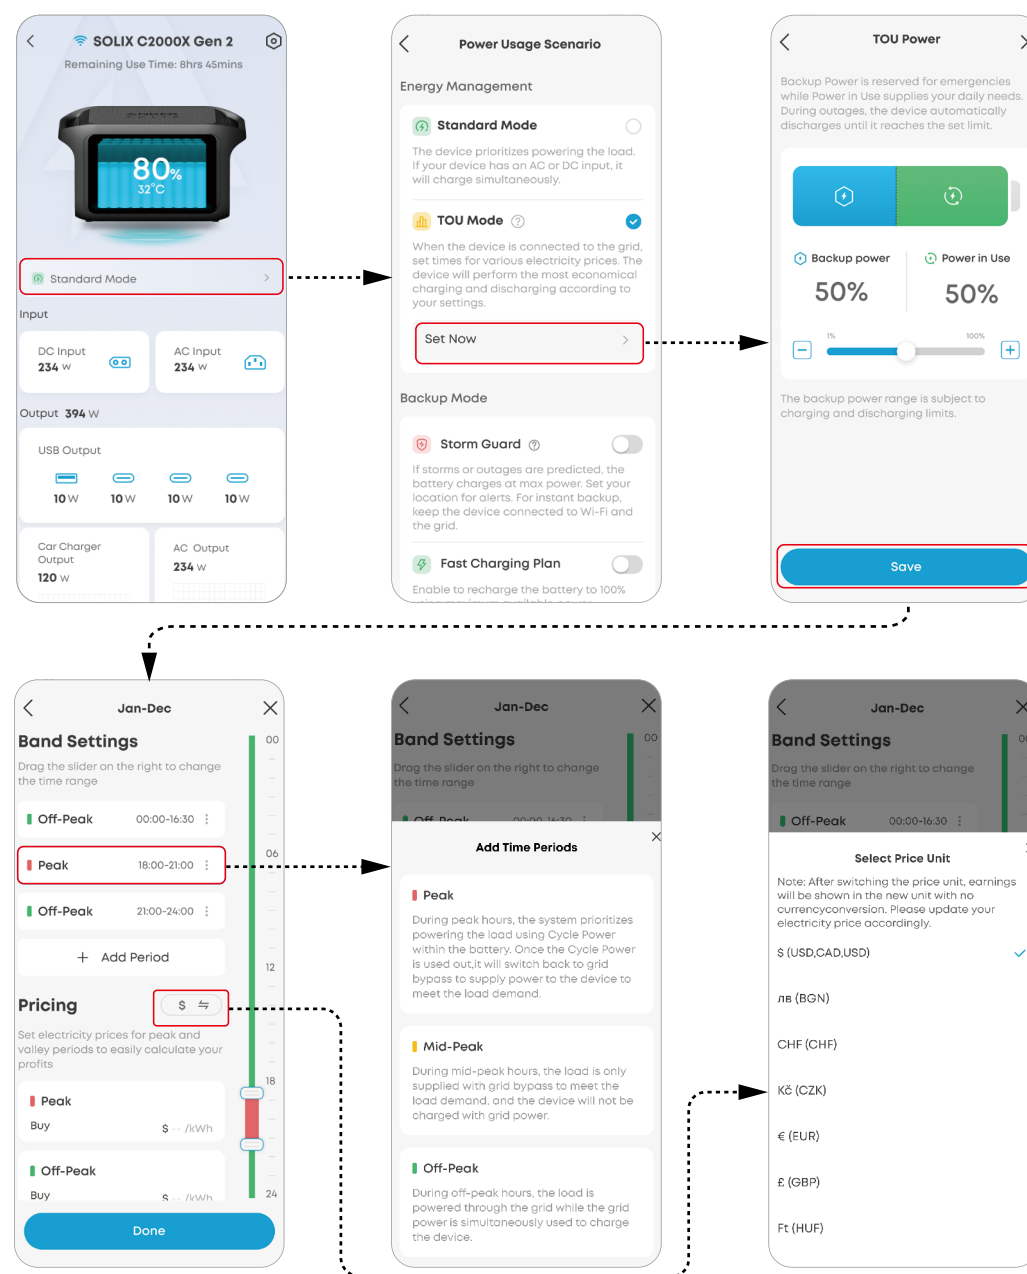 SOLIX C2000X Gen 2
Remaining Use Time: 8hrs 45mins
ANKER
80%
32°C
Standard Mode
Input
DC Input
234 W
AC Input
234 W
Output 394 W
USB Output
10 W
10 W
10 W
10 W
Car Charger
Output
120 W
AC Output
234 W
Power Usage Scenario
Energy Management
Standard Mode
The device prioritizes powering the load.
If your device has an AC or DC input, it
will charge simultaneously.
TOU Mode ?
When the device is connected to the grid,
set times for various electricity prices. The
device will perform the most economical
charging and discharging according to
your settings.
Set Now
Backup Mode
Storm Guard ?
If storms or outages are predicted, the
battery charges at max power. Set your
location for alerts. For instant backup,
keep the device connected to Wi-Fi and
the grid.
Fast Charging Plan
Enable to recharge the battery to 100%
TOU Power
Backup Power is reserved for emergencies
while Power in Use supplies your daily needs.
During outages, the device automatically
discharges until it reaches the set limit.
Backup power
50%
Power in Use
50%
1%
100%
The backup power range is subject to
charging and discharging limits.
Save
Jan-Dec
Band Settings
Drag the slider on the right to change
the time range
Off-Peak 00:00-16:30
Peak 18:00-21:00
Off-Peak 21:00-24:00
+ Add Period
Pricing
$
Set electricity prices for peak and
valley periods to easily calculate your
profits
Peak
Buy $ -- /kWh
Off-Peak
Buy $ -- /kWh
Done
00
06
12
18
24
Jan-Dec
Band Settings
Drag the slider on the right to change
the time range
00
Off-Peak 00:00-16:30
Add Time Periods
Peak
During peak hours, the system prioritizes
powering the load using Cycle Power
within the battery. Once the Cycle Power
is used out,it will switch back to grid
bypass to supply power to the device to
meet the load demand.
Mid-Peak
During mid-peak hours, the load is only
supplied with grid bypass to meet the
load demand, and the device will not be
charged with grid power.
Off-Peak
During off-peak hours, the load is
powered through the grid while the grid
power is simultaneously used to charge
the device.
Jan-Dec
Band Settings
Drag the slider on the right to change
the time range
Off-Peak 00:00-16:30
Select Price Unit
Note: After switching the price unit, earnings
will be shown in the new unit with no
currencyconversion. Please update your
electricity price accordingly.
$ (USD,CAD,USD)
лв (BGN)
CHF (CHF)
Kč (CZK)
€ (EUR)
£ (GBP)
Ft (HUF)